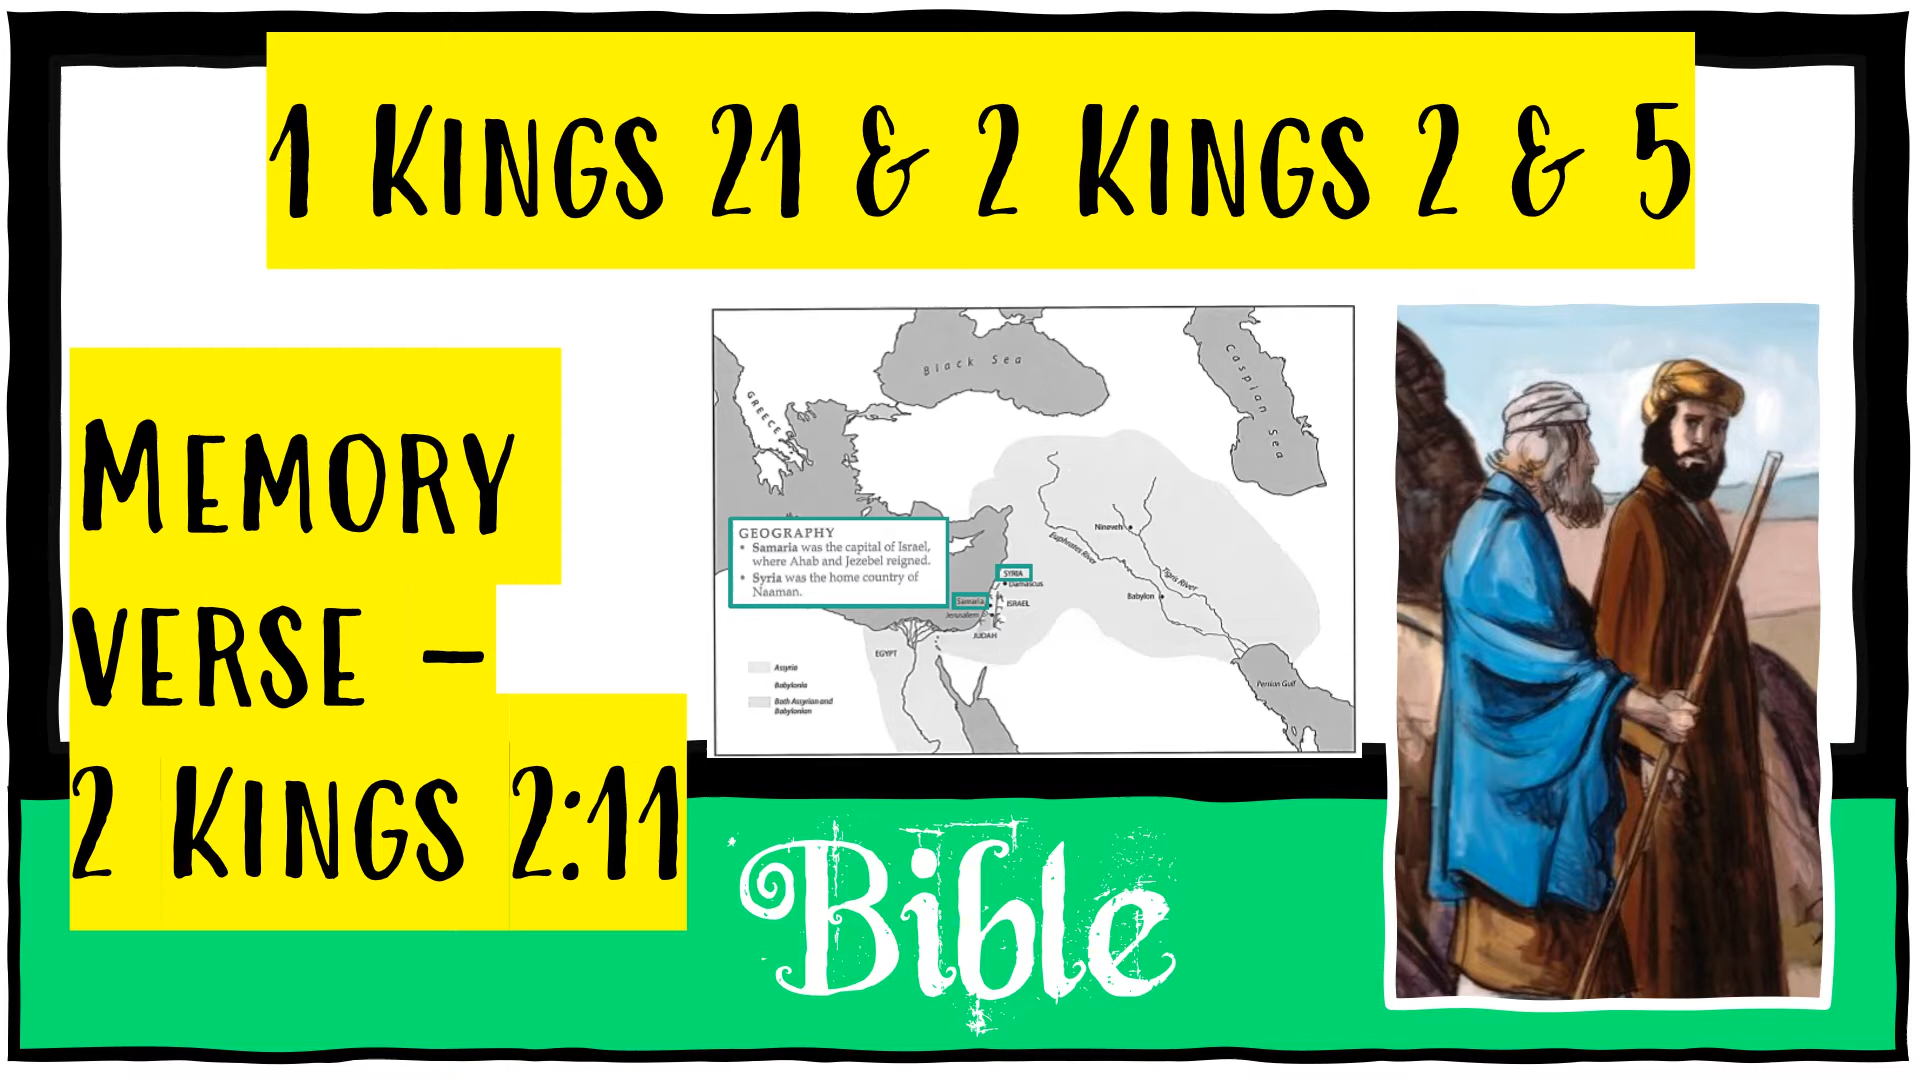 1 KINGS 21 & 2 KINGS 2 & 5
MEMORY
VERSE –
2 KINGS 2:11
Black Sea
Caspian Sea
GREECE
GEOGRAPHY
• Samaria was the capital of Israel,
where Ahab and Jezebel reigned.
• Syria was the home country of
Naaman.
Nineveh
Euphrates River
Tigris River
SYRIA
Damascus
Samaria
ISRAEL
Jerusalem
JUDAH
Babylon
EGYPT
Persian Gulf
Assyria
Babylonia
Both Assyrian and
Babylonian
Bible